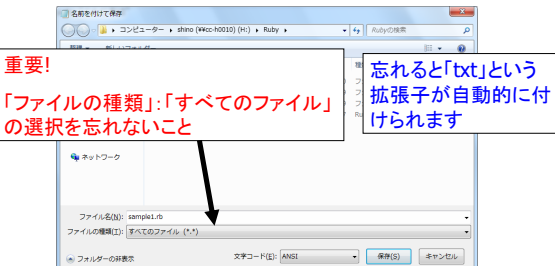 名前を付けて保存
コンピューター ▸ shino (¥¥cc-h0010) (H:) ▸ Ruby ▸
Rubyの検索
重要!
「ファイルの種類」:「すべてのファイル」
の選択を忘れないこと
忘れると「txt」という
拡張子が自動的に付
けられます
ネットワーク
ファイル名(N): sample1.rb
ファイルの種類(T): すべてのファイル (*.*)
フォルダーの非表示
文字コード(E): ANSI
保存(S)
キャンセル